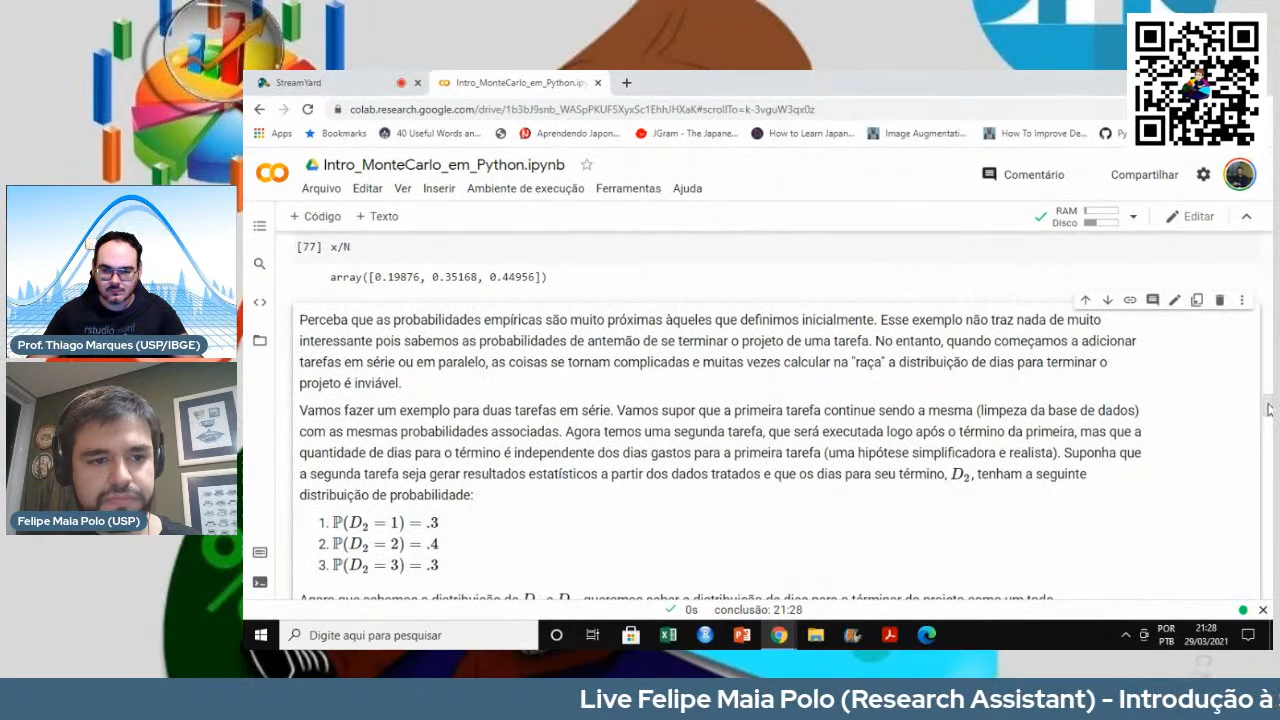 StreamYard
Intro_MonteCarlo_em_Python.ipy
colab.research.google.com/drive/1b3bJ9srib_WASpPKUF5XyxSc1EhhJHXaK#scrollTo=k-3vguW3qx0z
Apps
Bookmarks
40 Useful Words an...
Aprendendo Japon...
JGram - The Japane...
How to Learn Japan...
Image Augmentati...
How To Improve De...
Intro_MonteCarlo_em_Python.ipynb
Comentário
Compartilhar
Arquivo Editar Ver Inserir Ambiente de execução Ferramentas Ajuda
+ Código + Texto
RAM
Disco
Editar
[77] x/N
array([0.19876, 0.35168, 0.44956])
Perceba que as probabilidades empíricas são muito próximas àqueles que definimos inicialmente. Esse exemplo não traz nada de muito
interessante pois sabemos as probabilidades de antemão de se terminar o projeto de uma tarefa. No entanto, quando começamos a adicionar
tarefas em série ou em paralelo, as coisas se tornam complicadas e muitas vezes calcular na "raça" a distribuição de dias para terminar o
projeto é inviável.
Vamos fazer um exemplo para duas tarefas em série. Vamos supor que a primeira tarefa continue sendo a mesma (limpeza da base de dados)
com as mesmas probabilidades associadas. Agora temos uma segunda tarefa, que será executada logo após o término da primeira, mas que a
quantidade de dias para o término é independente dos dias gastos para a primeira tarefa (uma hipótese simplificadora e realista). Suponha que
a segunda tarefa seja gerar resultados estatísticos a partir dos dados tratados e que os dias para seu término, D₂, tenham a seguinte
distribuição de probabilidade:
1. ℙ(D₂ = 1) = .3
2. ℙ(D₂ = 2) = .4
3. ℙ(D₂ = 3) = .3
0s conclusão: 21:28
Digite aqui para pesquisar
POR
PTB
21:28
29/03/2021
rstudio::conf
Prof. Thiago Marques (USP/IBGE)
Felipe Maia Polo (USP)
Live Felipe Maia Polo (Research Assistant) - Introdução à